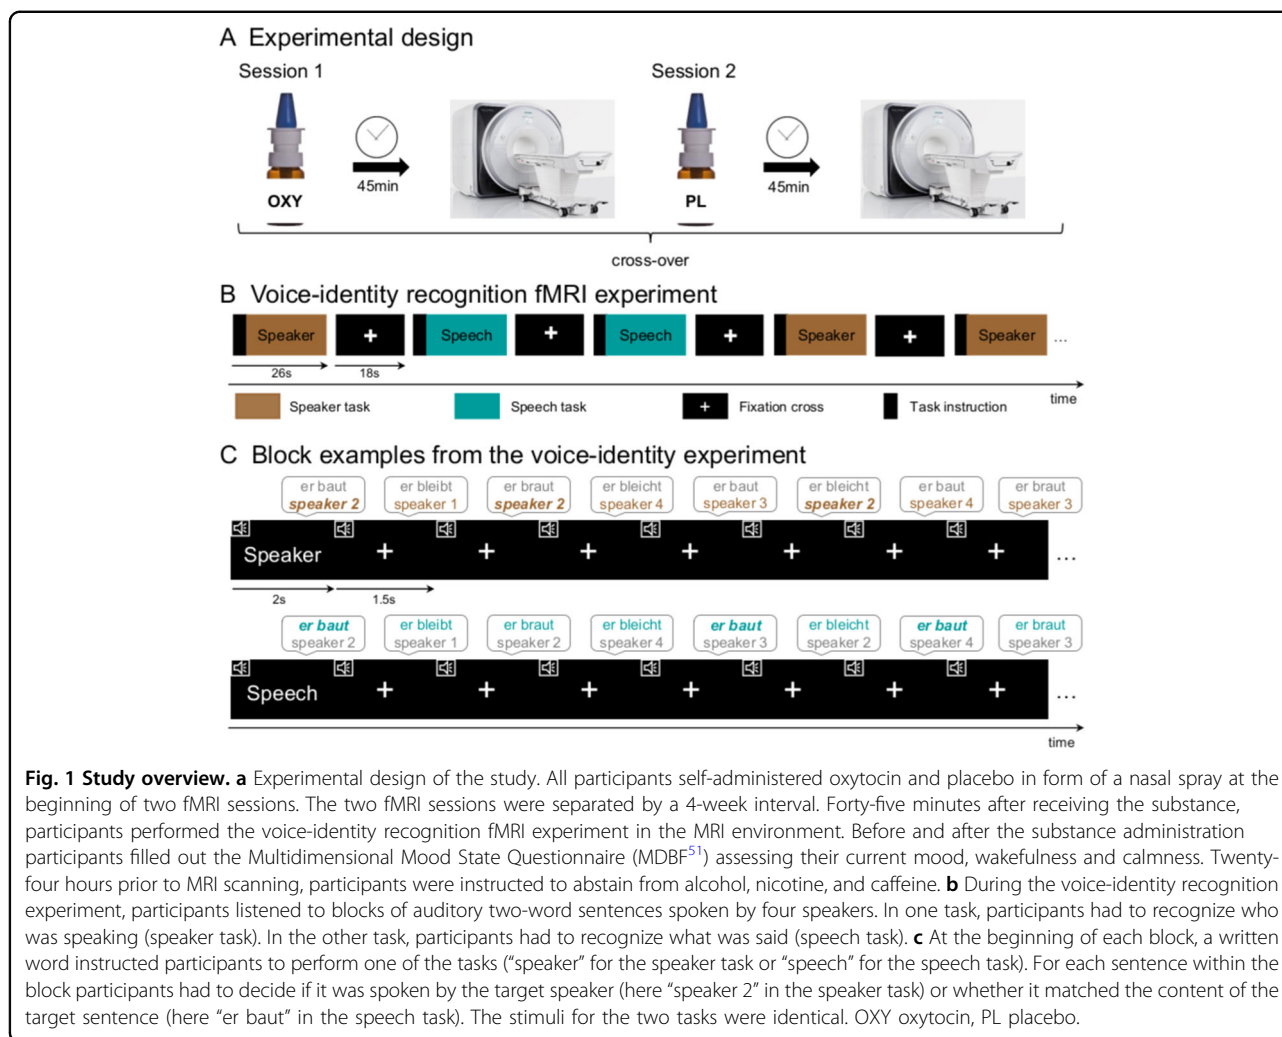 A Experimental design
Session 1
Session 2
OXY
45min
PL
45min
cross-over
B Voice-identity recognition fMRI experiment
Speaker + Speech + Speech + Speaker + Speaker ...
26s 18s
time
Speaker task Speech task + Fixation cross Task instruction
C Block examples from the voice-identity experiment
er baut er bleibt er braut er bleicht er baut er bleicht er baut er braut
speaker 2 speaker 1 speaker 2 speaker 4 speaker 3 speaker 2 speaker 4 speaker 3
Speaker + + + + + + + ...
2s 1.5s
er baut er bleibt er braut er bleicht er baut er bleicht er baut er braut
speaker 2 speaker 1 speaker 2 speaker 4 speaker 3 speaker 2 speaker 4 speaker 3
Speech + + + + + + + ...
time
Fig. 1 Study overview. a Experimental design of the study. All participants self-administered oxytocin and placebo in form of a nasal spray at the
beginning of two fMRI sessions. The two fMRI sessions were separated by a 4-week interval. Forty-five minutes after receiving the substance,
participants performed the voice-identity recognition fMRI experiment in the MRI environment. Before and after the substance administration
participants filled out the Multidimensional Mood State Questionnaire (MDBF51) assessing their current mood, wakefulness and calmness. Twenty-
four hours prior to MRI scanning, participants were instructed to abstain from alcohol, nicotine, and caffeine. b During the voice-identity recognition
experiment, participants listened to blocks of auditory two-word sentences spoken by four speakers. In one task, participants had to recognize who
was speaking (speaker task). In the other task, participants had to recognize what was said (speech task). c At the beginning of each block, a written
word instructed participants to perform one of the tasks (“speaker” for the speaker task or “speech” for the speech task). For each sentence within the
block participants had to decide if it was spoken by the target speaker (here “speaker 2” in the speaker task) or whether it matched the content of the
target sentence (here “er baut” in the speech task). The stimuli for the two tasks were identical. OXY oxytocin, PL placebo.